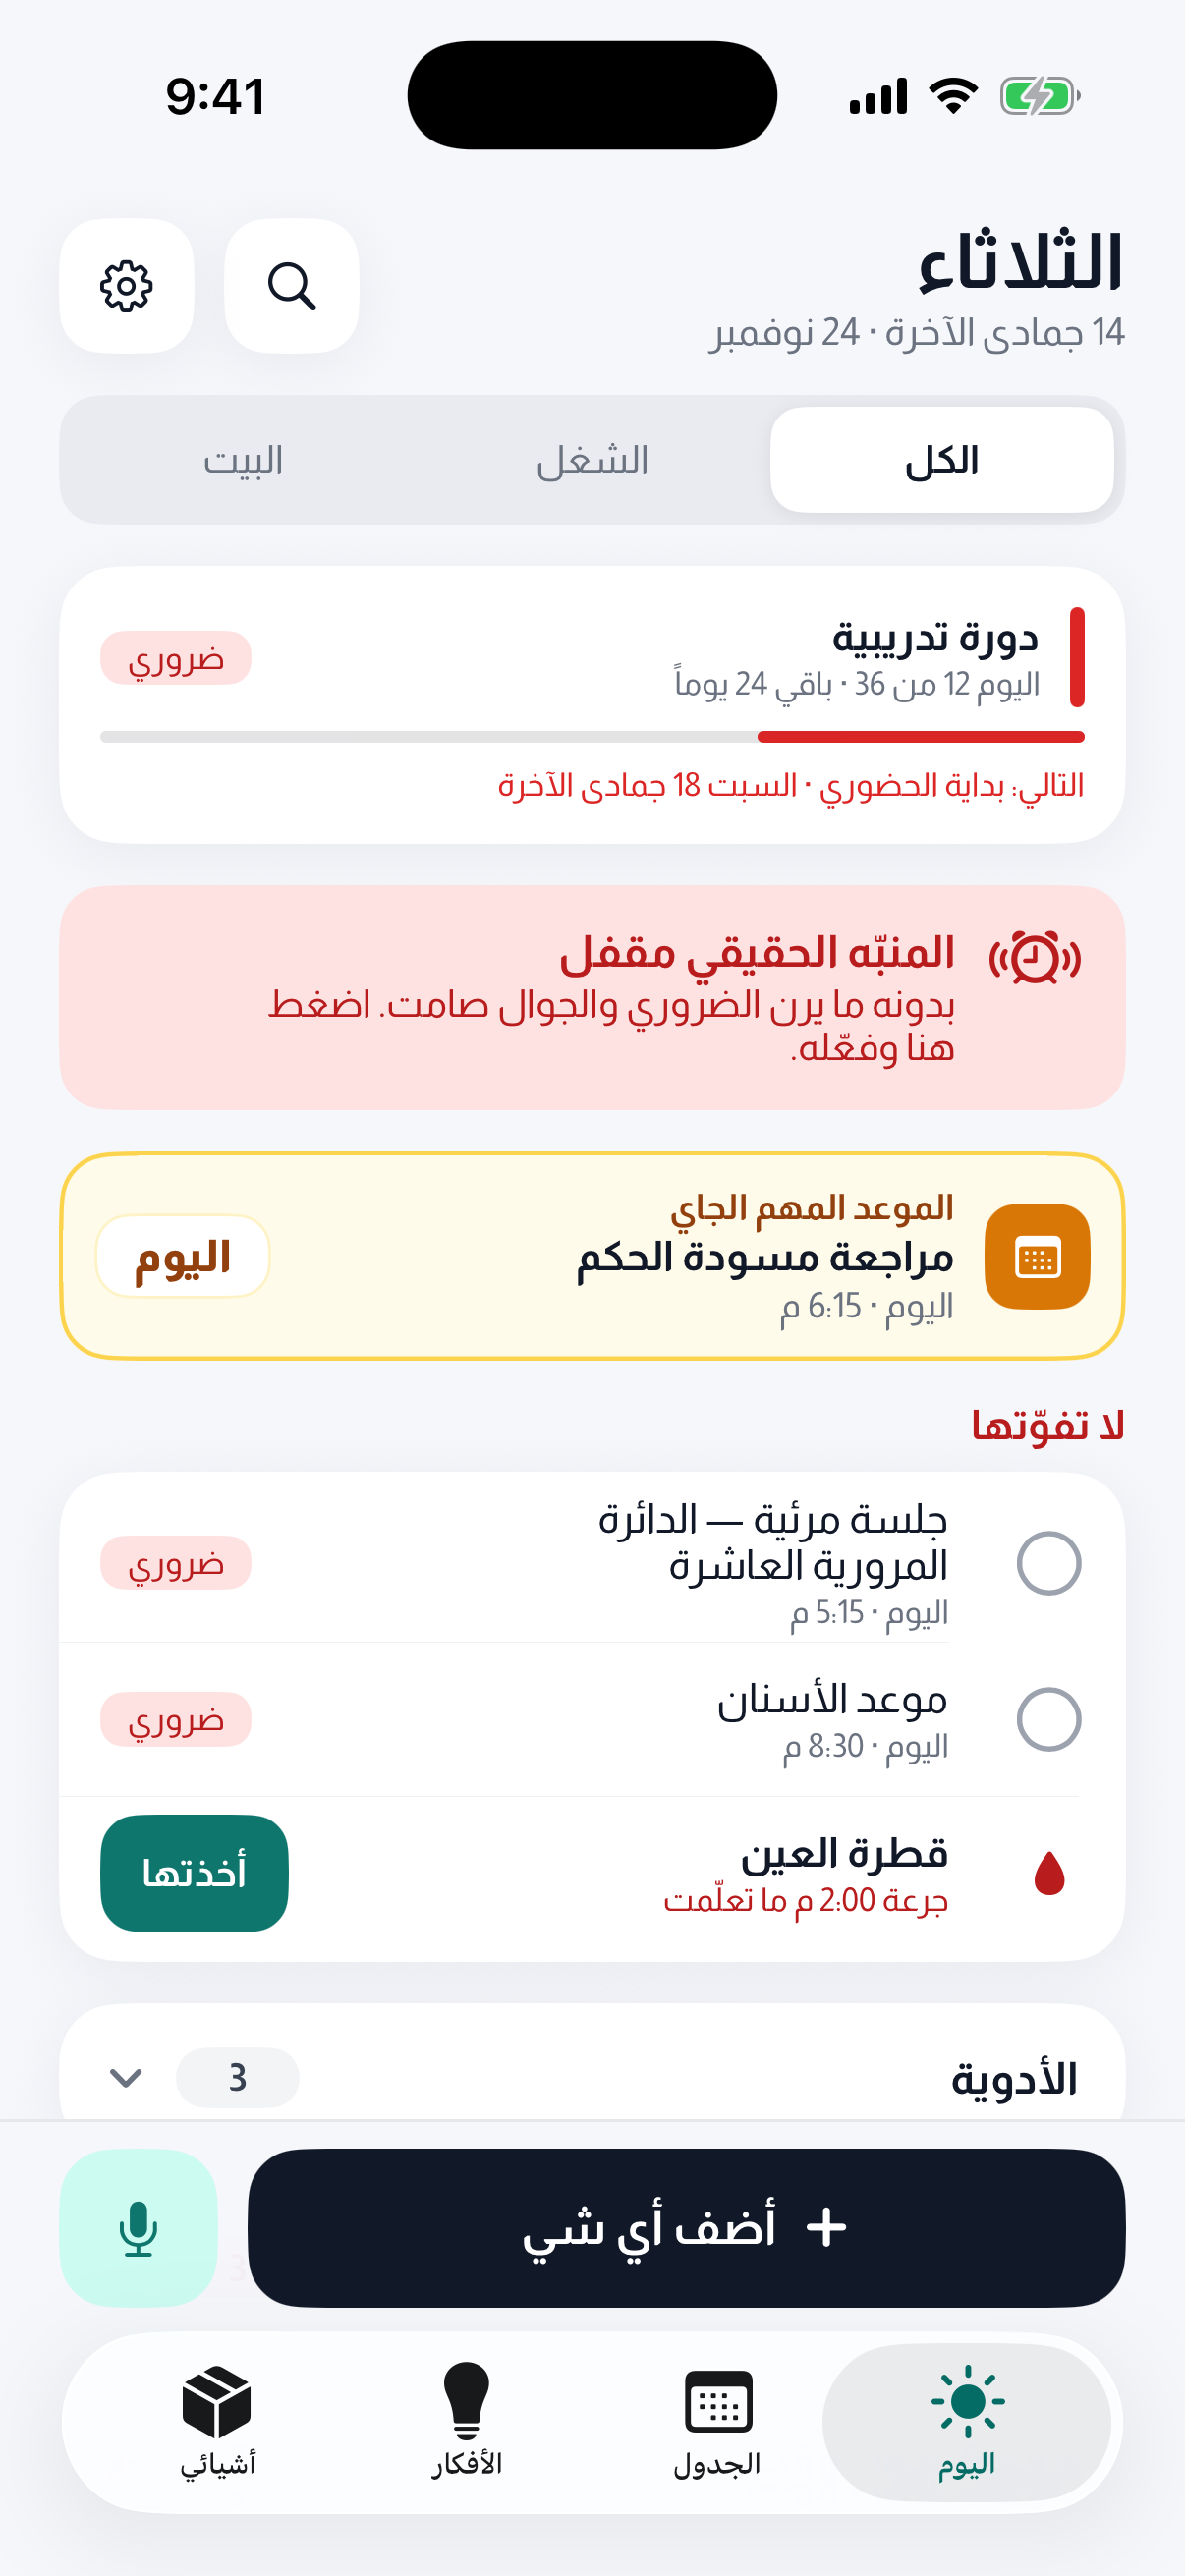 9:41
الثلاثاء
14 جمادى الآخرة · 24 نوفمبر
الكل
الشغل
البيت
دورة تدريبية
اليوم 12 من 36 · باقي 24 يوماً
ضروري
التالي: بداية الحضوري · السبت 18 جمادى الآخرة
المنبّه الحقيقي مقفل
بدونه ما يرن الضروري والجوال صامت. اضغط
هنا وفعّله.
الموعد المهم الجاي
مراجعة مسودة الحكم
اليوم · 6:15 م
اليوم
لا تفوّتها
جلسة مرئية — الدائرة
المرورية العاشرة
اليوم · 5:15 م
ضروري
موعد الأسنان
اليوم · 8:30 م
ضروري
قطرة العين
جرعة 2:00 م ما تعلّمت
أخذتها
الأدوية
3
+ أضف أي شي
اليوم
الجدول
الأفكار
أشيائي